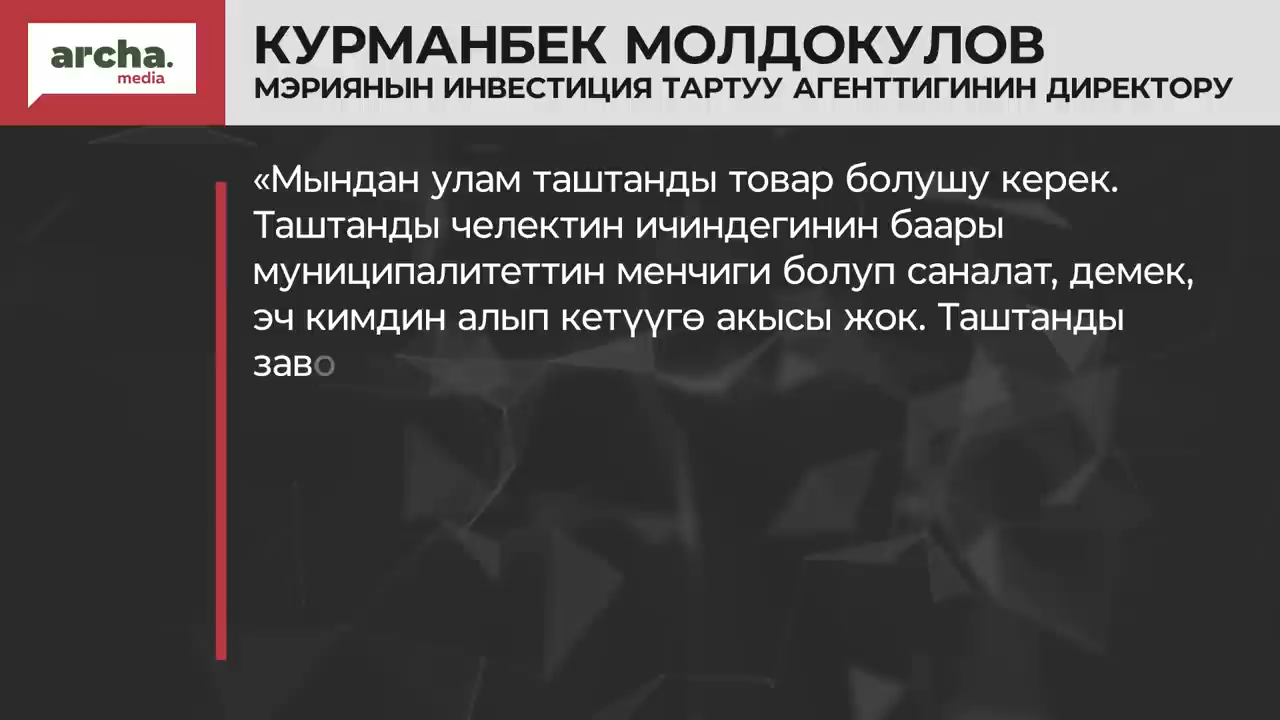 archa.
media
КУРМАНБЕК МОЛДОКУЛОВ
МЭРИЯНЫН ИНВЕСТИЦИЯ ТАРТУУ АГЕНТТИГИНИН ДИРЕКТОРУ
«Мындан улам таштанды товар болушу керек.
Таштанды челектин ичиндегинин баары
муниципалитеттин менчиги болуп саналат, демек,
эч кимдин алып кетүүгө акысы жок. Таштанды
заво